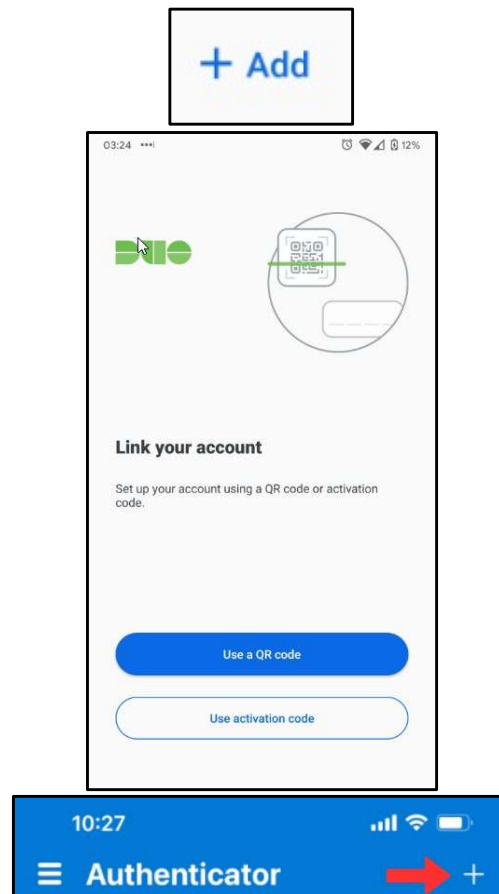 + Add
03:24 12%
DUO
Link your account
Set up your account using a QR code or activation
code.
Use a QR code
Use activation code
10:27
Authenticator +